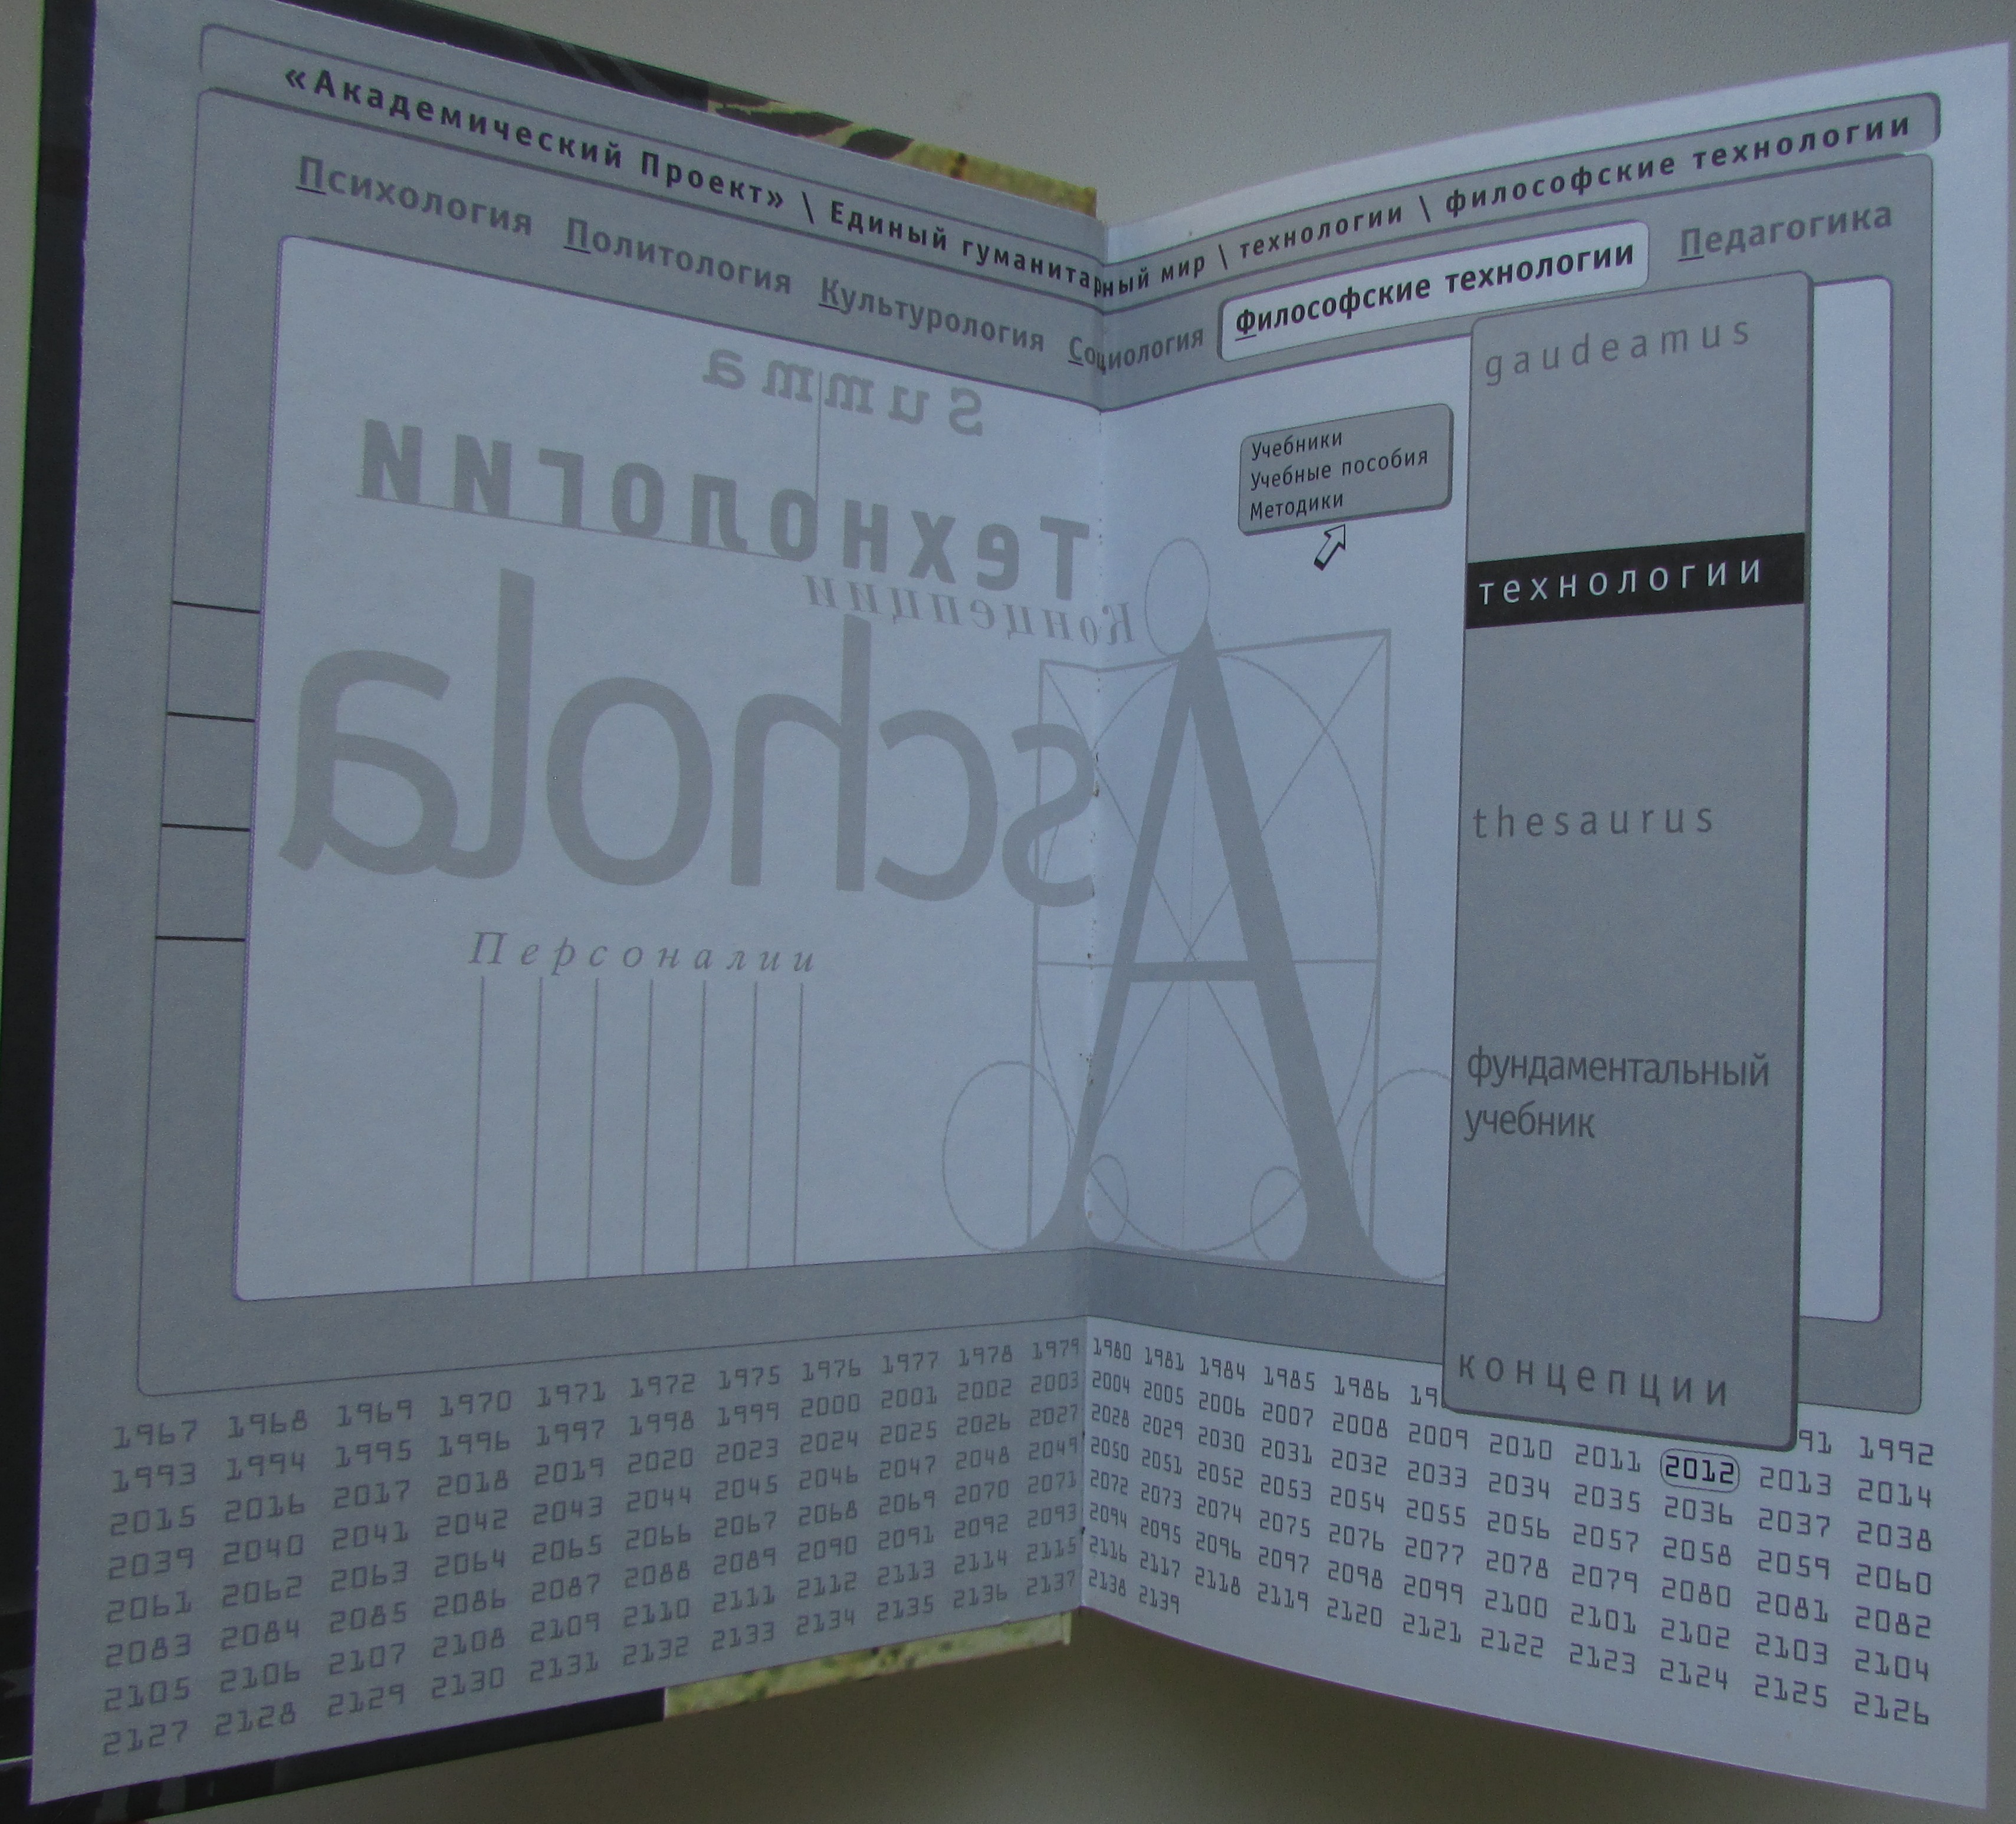 «Академический Проект» \ Единый гуманитарный мир \ технологии \ философские технологии
Психология Политология Культурология Социология Философские технологии Педагогика
Summa
Технологии
Концепции
schola
Персоналии
A
Учебники
Учебные пособия
Методики
gaudeamus
технологии
thesaurus
фундаментальный
учебник
концепции
1967 1968 1969 1970 1971 1972 1975 1976 1977 1978 1979 1980 1981 1984 1985 1986 19 91 1992
1993 1994 1995 1996 1997 1998 1999 2000 2001 2002 2003 2004 2005 2006 2007 2008 2009 2010 2011 2012 2013 2014
2015 2016 2017 2018 2019 2020 2023 2024 2025 2026 2027 2028 2029 2030 2031 2032 2033 2034 2035 2036 2037 2038
2039 2040 2041 2042 2043 2044 2045 2046 2047 2048 2049 2050 2051 2052 2053 2054 2055 2056 2057 2058 2059 2060
2061 2062 2063 2064 2065 2066 2067 2068 2069 2070 2071 2072 2073 2074 2075 2076 2077 2078 2079 2080 2081 2082
2083 2084 2085 2086 2087 2088 2089 2090 2091 2092 2093 2094 2095 2096 2097 2098 2099 2100 2101 2102 2103 2104
2105 2106 2107 2108 2109 2110 2111 2112 2113 2114 2115 2116 2117 2118 2119 2120 2121 2122 2123 2124 2125 2126
2127 2128 2129 2130 2131 2132 2133 2134 2135 2136 2137 2138 2139